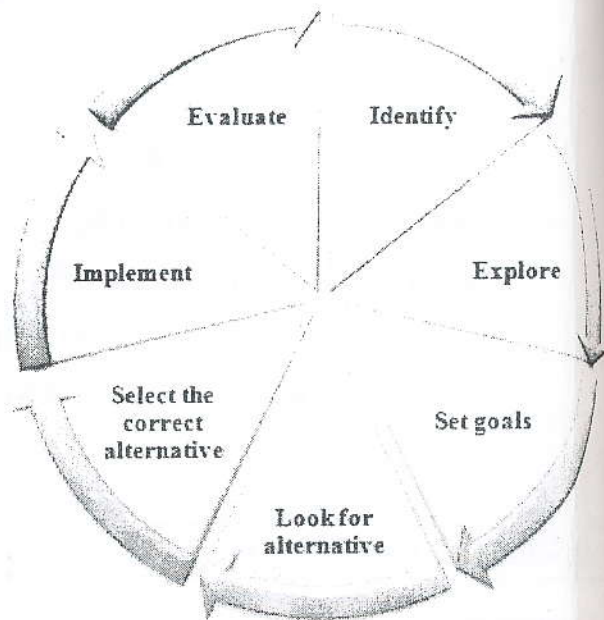 Identify
Explore
Set goals
Look for
alternative
Select the
correct
alternative
Implement
Evaluate